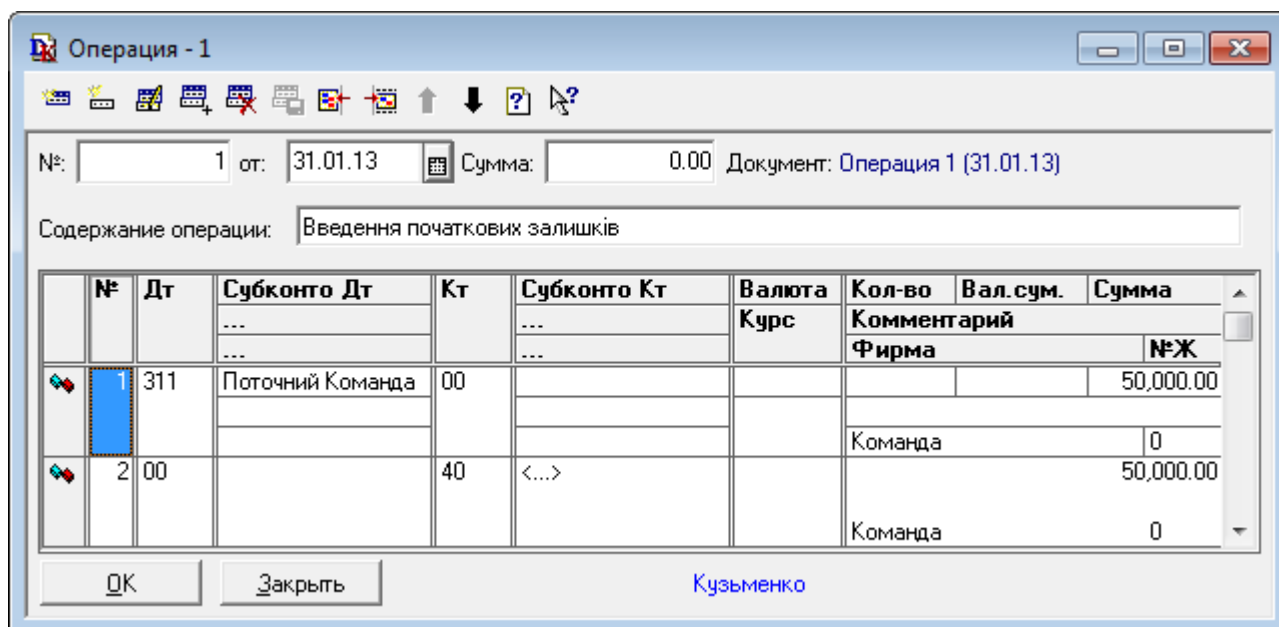 Операция - 1
№: 1 от: 31.01.13 Сумма: 0.00 Документ: Операция 1 (31.01.13)
Содержание операции: Введення початкових залишків
№ Дт Субконто Дт Кт Субконто Кт Валюта Кол-во Вал.сум. Сумма
... ... Курс Комментарий
... ... Фирма №Ж
1 311 Поточний Команда 00 50,000.00
Команда 0
2 00 40 <...> 50,000.00
Команда 0
OK Закрыть Кузьменко